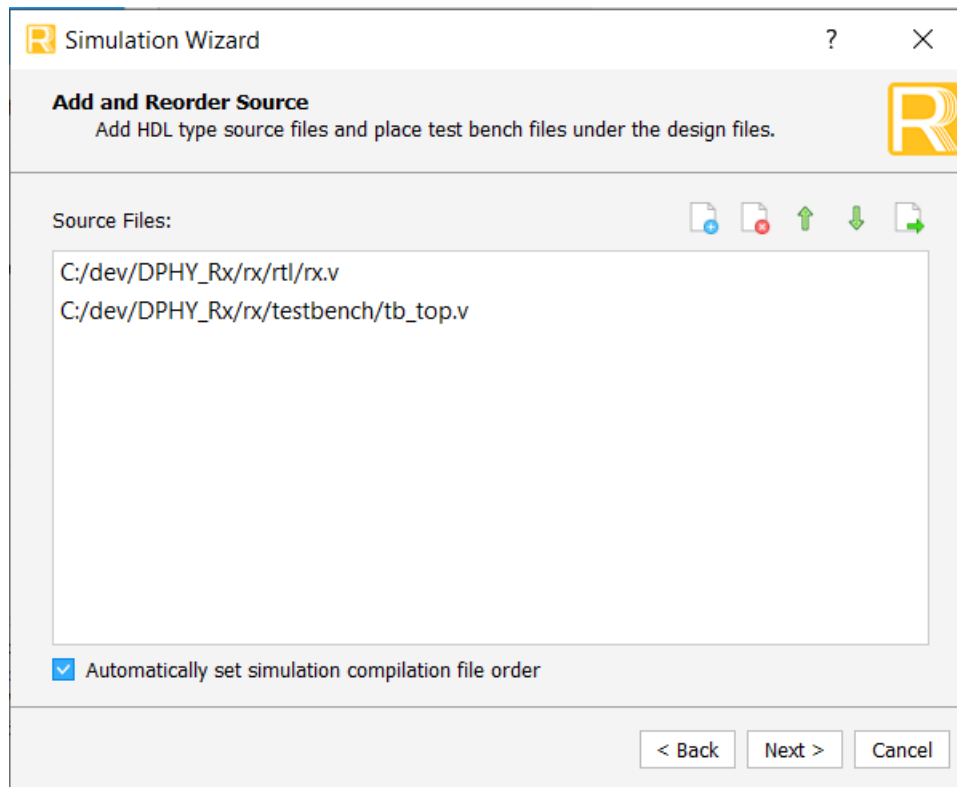 Simulation Wizard
?
Add and Reorder Source
Add HDL type source files and place test bench files under the design files.
Source Files:
C:/dev/DPHY_Rx/rx/rtl/rx.v
C:/dev/DPHY_Rx/rx/testbench/tb_top.v
Automatically set simulation compilation file order
< Back Next > Cancel